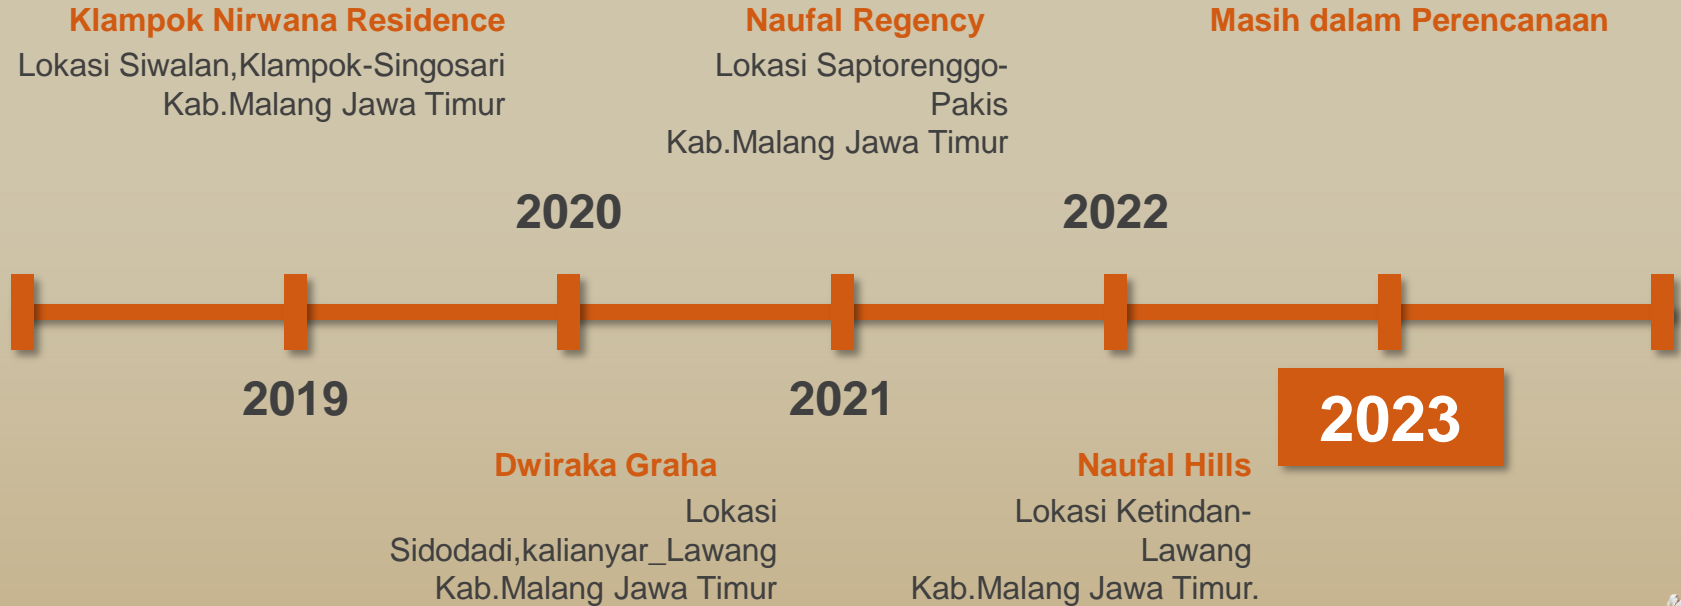 Klampok Nirwana Residence
Lokasi Siwalan,Klampok-Singosari
Kab.Malang Jawa Timur
Naufal Regency
Lokasi Saptorenggo-
Pakis
Kab.Malang Jawa Timur
Masih dalam Perencanaan
2020
2022
2019
2021
2023
Dwiraka Graha
Lokasi
Sidodadi,kalianyar_Lawang
Kab.Malang Jawa Timur
Naufal Hills
Lokasi Ketindan-
Lawang
Kab.Malang Jawa Timur.